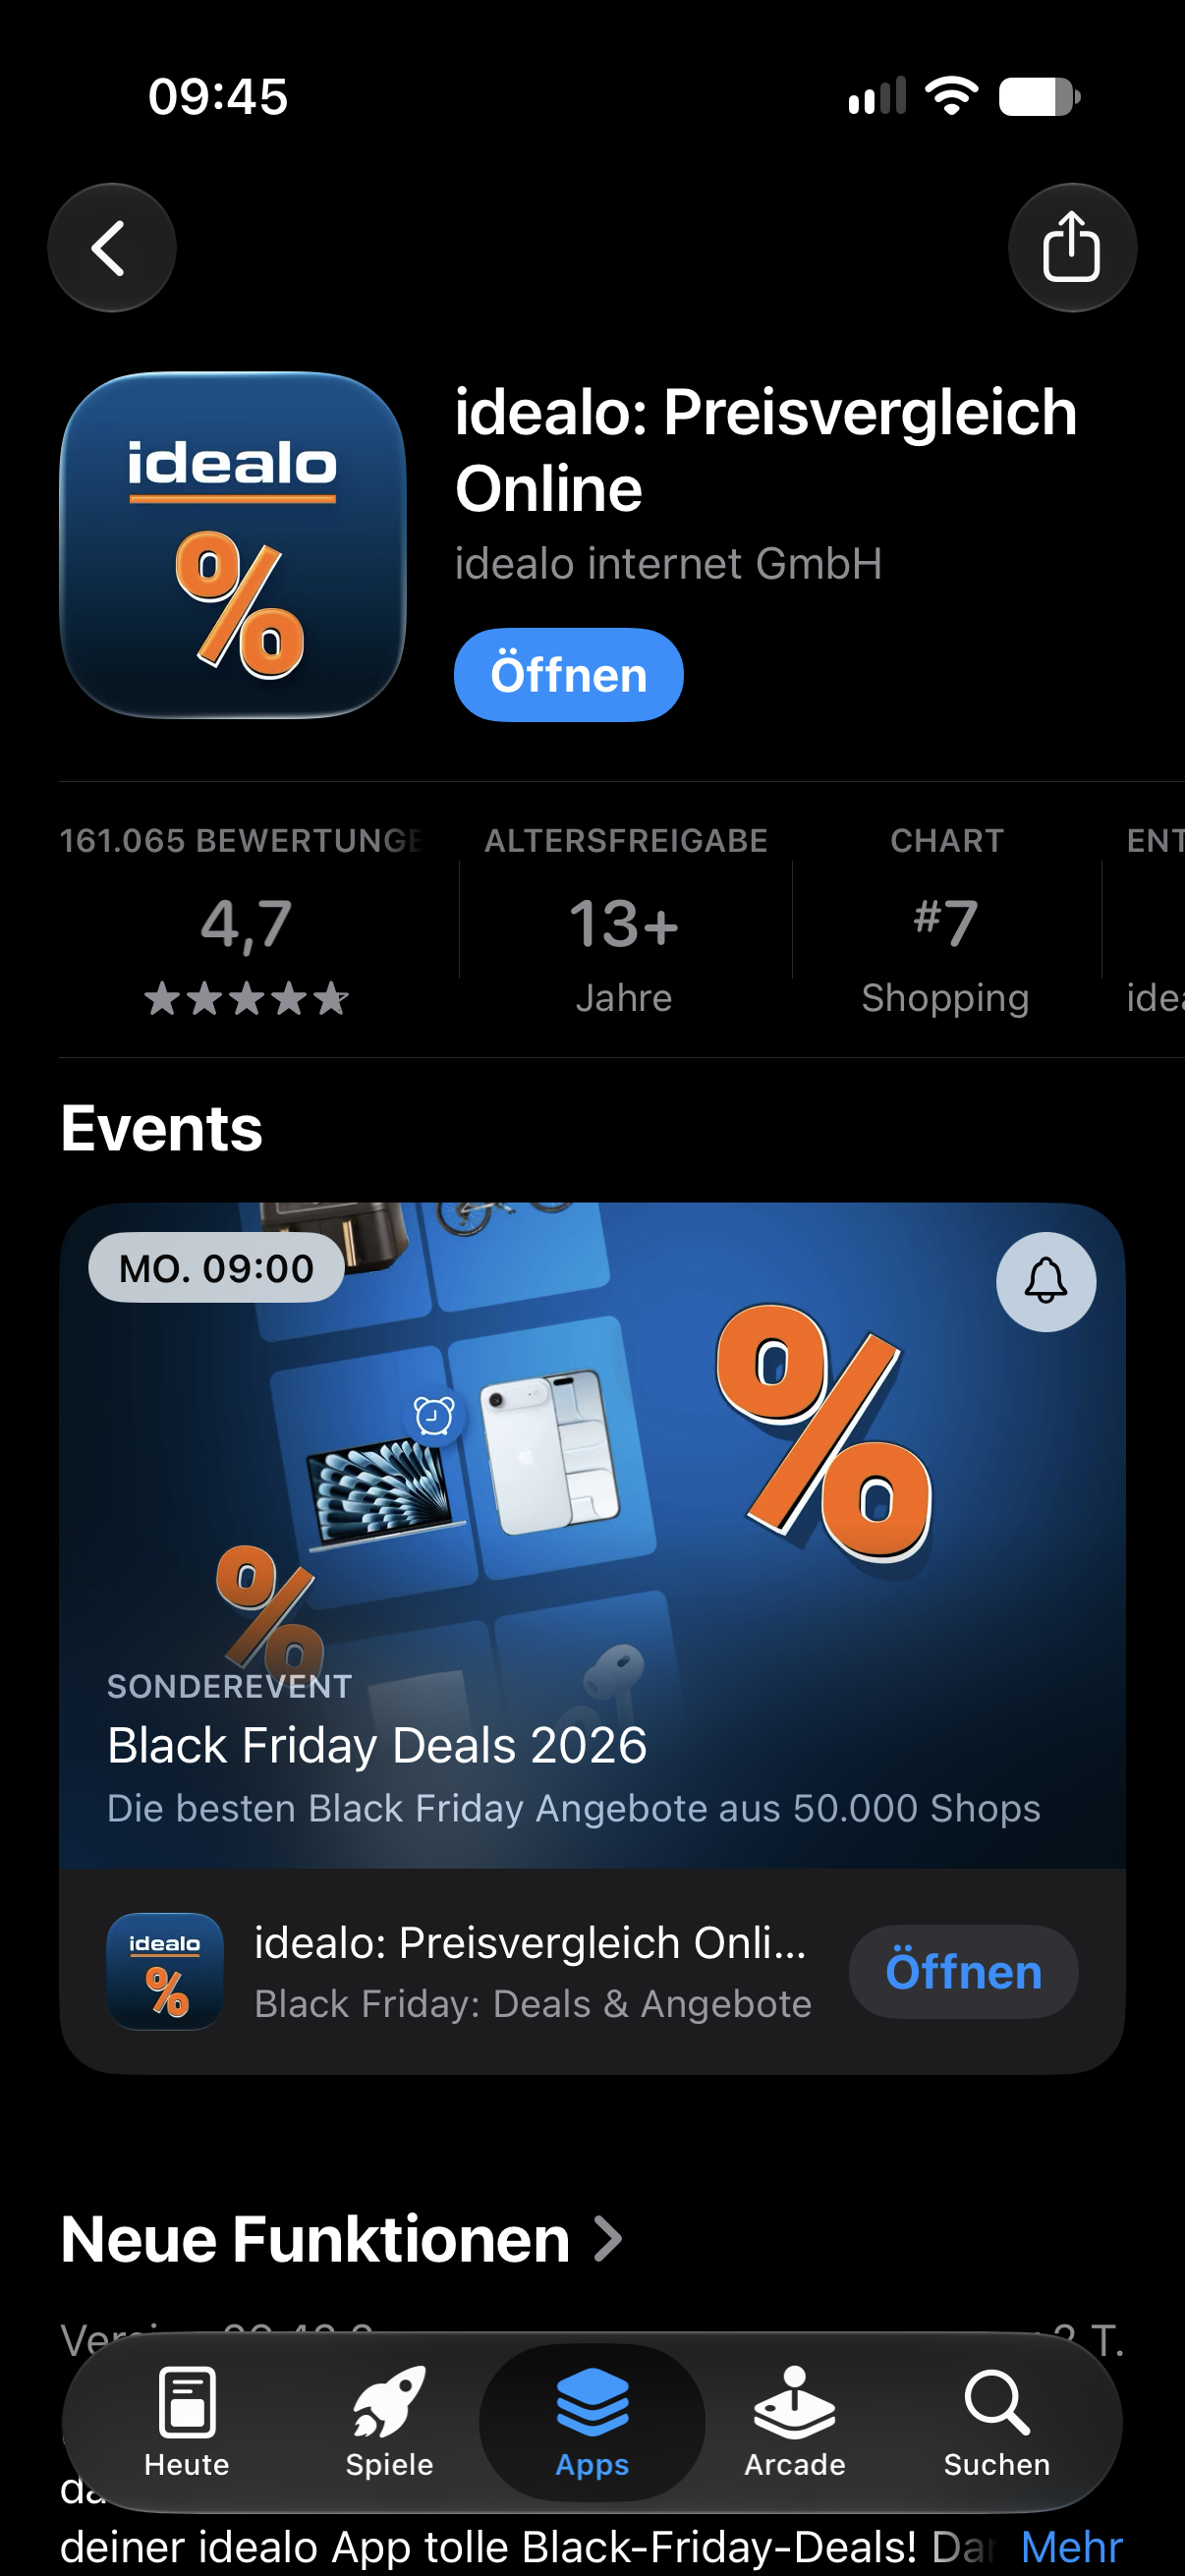 09:45
idealo
idealo: Preisvergleich
Online
idealo internet GmbH
Öffnen
161.065 BEWERTUNGE
4,7
ALTERSFREIGABE
13+
Jahre
CHART
#7
Shopping
ENT
idea
Events
MO. 09:00
SONDEREVENT
Black Friday Deals 2026
Die besten Black Friday Angebote aus 50.000 Shops
idealo
idealo: Preisvergleich Onli...
Black Friday: Deals & Angebote
Öffnen
Neue Funktionen
T.
Heute
Spiele
Apps
Arcade
Suchen
da
deiner idealo App tolle Black-Friday-Deals! Dar
Mehr